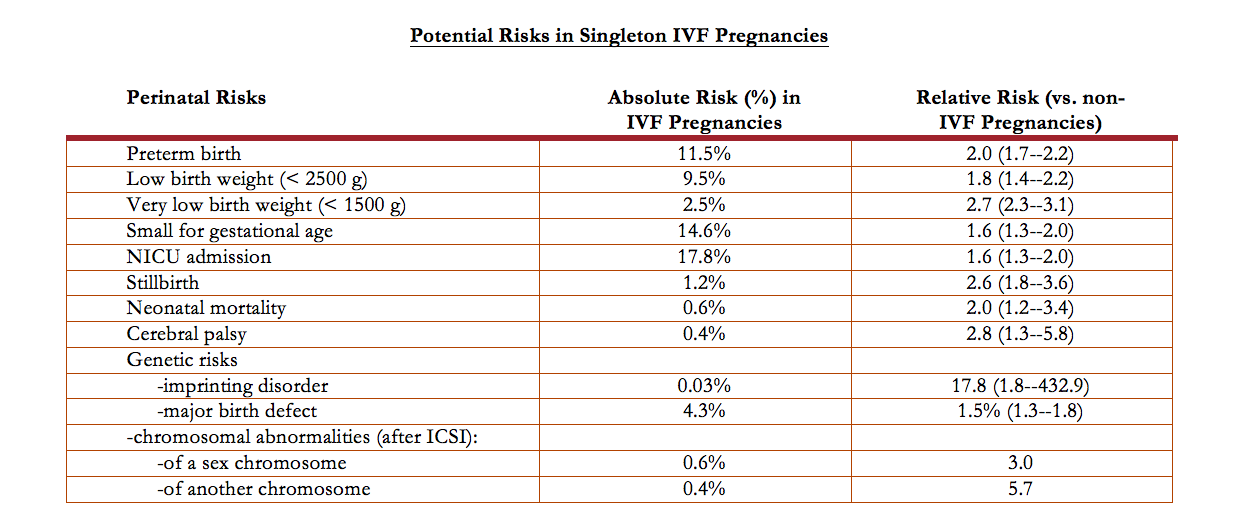 Potential Risks in Singleton IVF Pregnancies
Perinatal Risks Absolute Risk (%) in IVF Pregnancies Relative Risk (vs. non-IVF Pregnancies)
Preterm birth 11.5% 2.0 (1.7--2.2)
Low birth weight (< 2500 g) 9.5% 1.8 (1.4--2.2)
Very low birth weight (< 1500 g) 2.5% 2.7 (2.3--3.1)
Small for gestational age 14.6% 1.6 (1.3--2.0)
NICU admission 17.8% 1.6 (1.3--2.0)
Stillbirth 1.2% 2.6 (1.8--3.6)
Neonatal mortality 0.6% 2.0 (1.2--3.4)
Cerebral palsy 0.4% 2.8 (1.3--5.8)
Genetic risks
-imprinting disorder 0.03% 17.8 (1.8--432.9)
-major birth defect 4.3% 1.5% (1.3--1.8)
-chromosomal abnormalities (after ICSI):
-of a sex chromosome 0.6% 3.0
-of another chromosome 0.4% 5.7